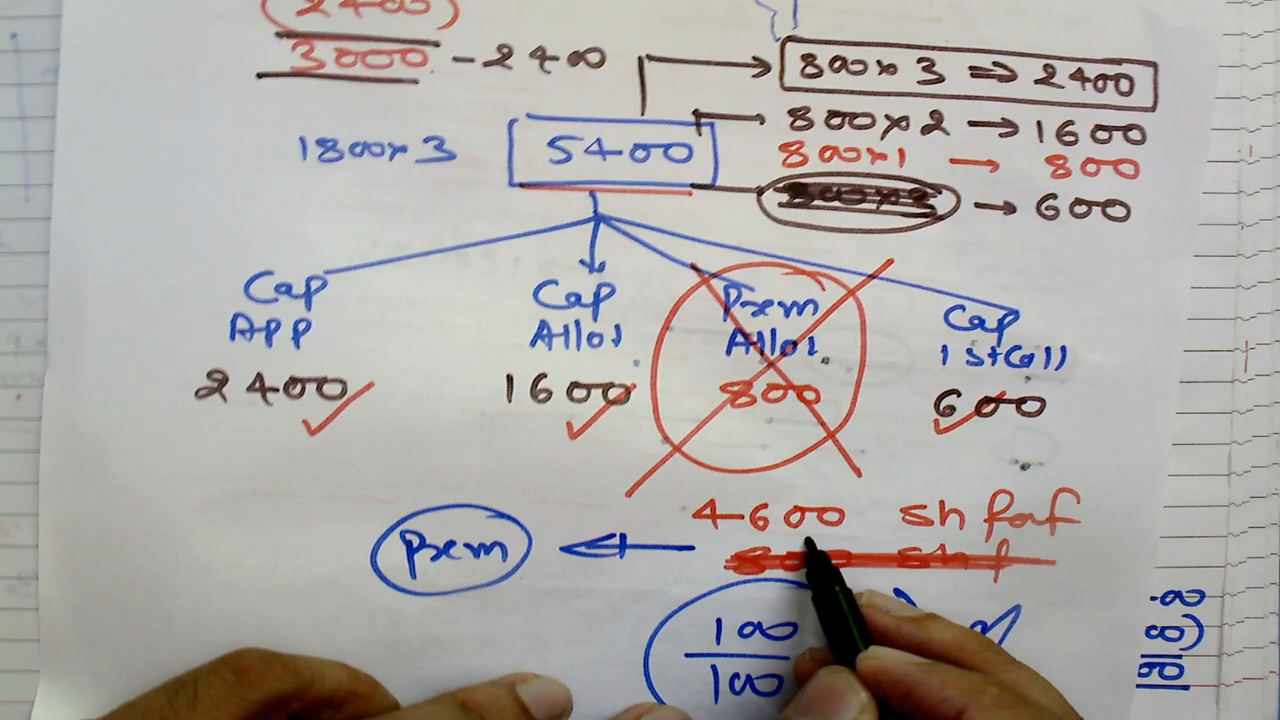 2400
3000 - 2400
800×3 ⇒ 2400
800×2 → 1600
1800×3
5400
800×1 → 800
→ 600
Cap App
2400
Cap Allot
1600
Prem Allot
800
Cap 1st Call
600
4600 sh forf
Prem
100
100